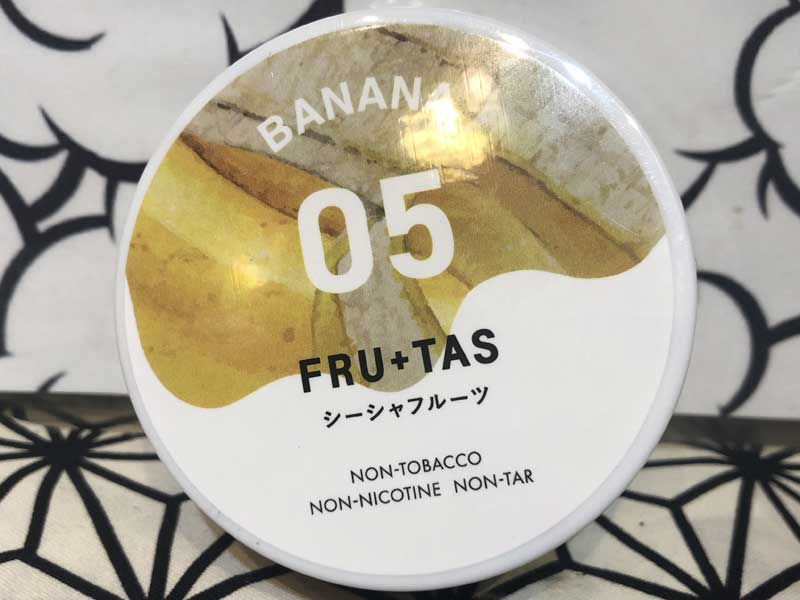 BANANA
05
FRU+TAS
シーシャフルーツ
NON-TOBACCO
NON-NICOTINE NON-TAR